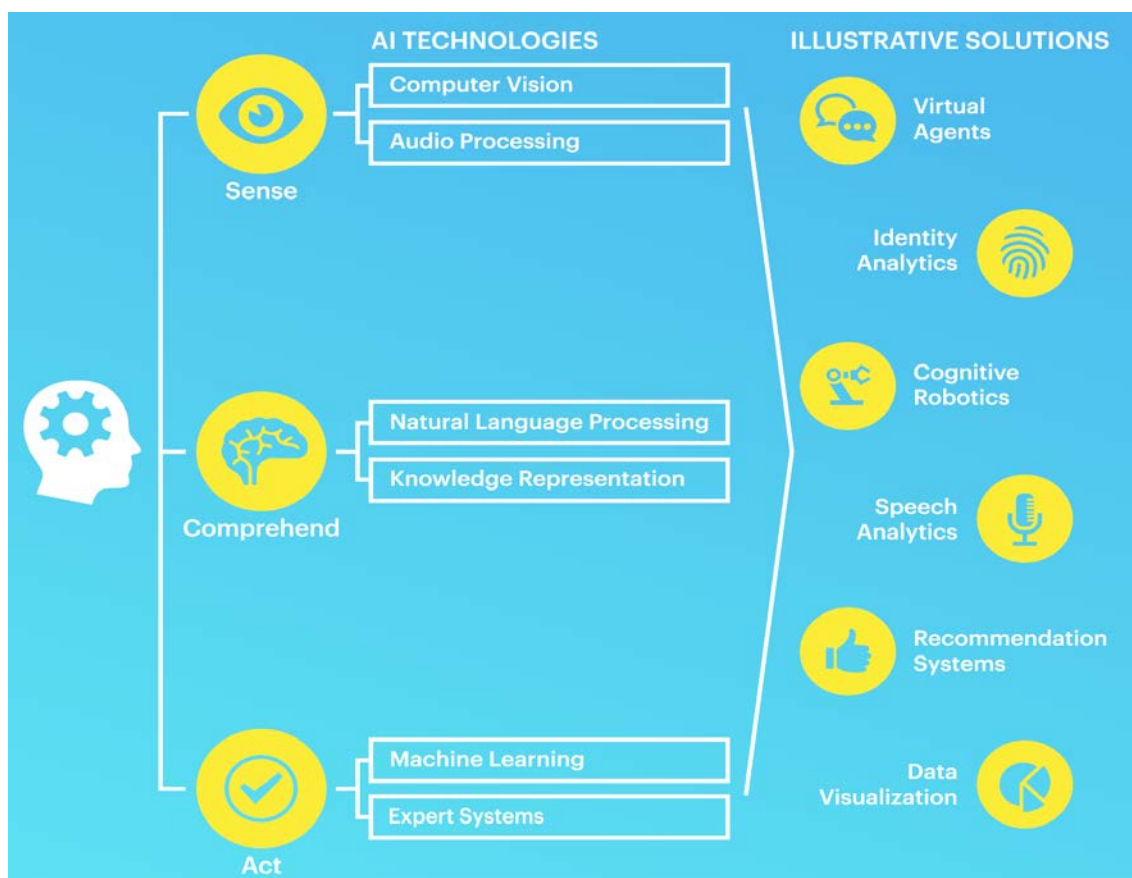 AI TECHNOLOGIES
Computer Vision
Audio Processing
Sense
Natural Language Processing
Knowledge Representation
Comprehend
Machine Learning
Expert Systems
Act
ILLUSTRATIVE SOLUTIONS
Virtual
Agents
Identity
Analytics
Cognitive
Robotics
Speech
Analytics
Recommendation
Systems
Data
Visualization